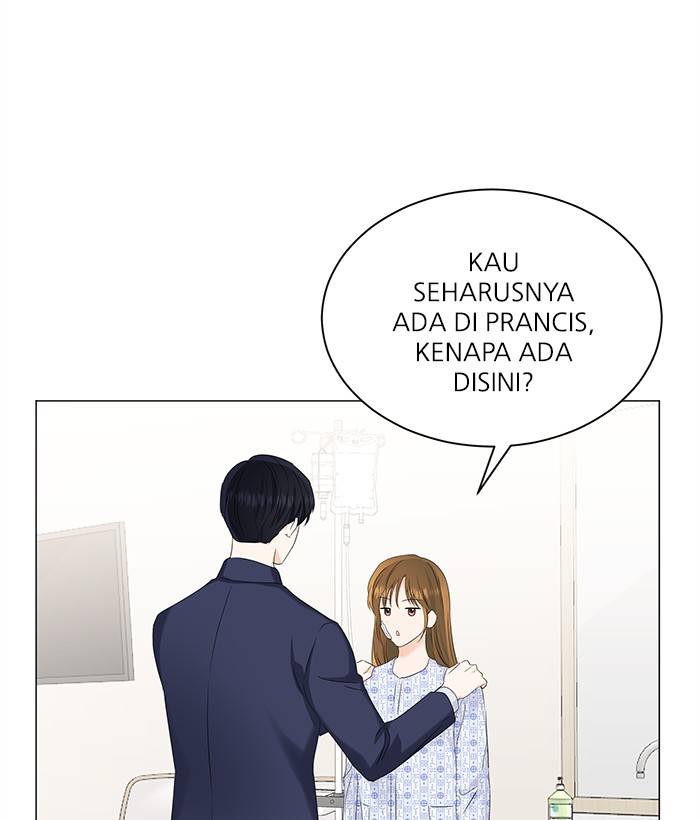 KAU
SEHARUSNYA
ADA DI PRANCIS,
KENAPA ADA
DISINI?